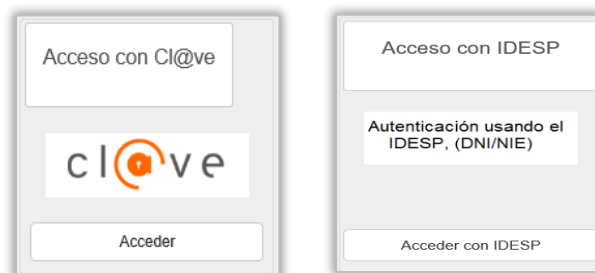 Acceso con Cl@ve
cl@ve
Acceder
Acceso con IDESP
Autenticación usando el
IDESP, (DNI/NIE)
Acceder con IDESP